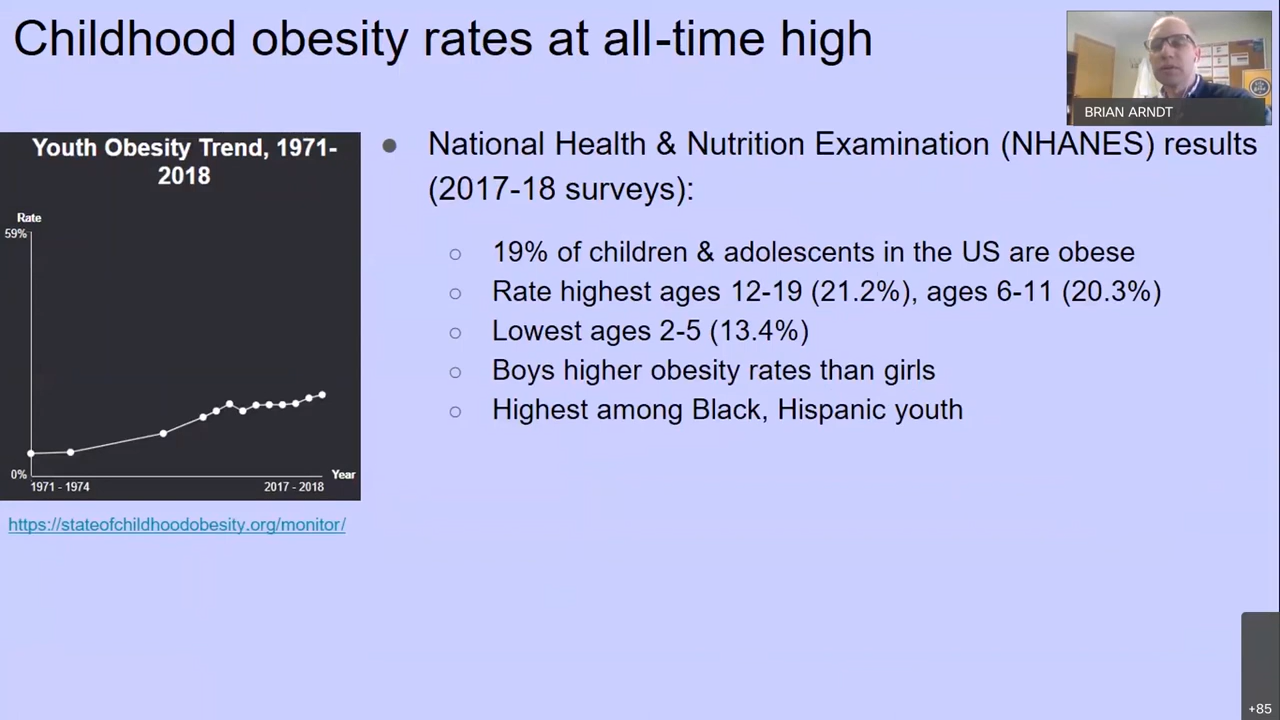 Childhood obesity rates at all-time high
BRIAN ARNDT
Youth Obesity Trend, 1971-
2018
Rate
59%
0%
Year
1971 - 1974
2017 - 2018
https://stateofchildhoodobesity.org/monitor/
National Health & Nutrition Examination (NHANES) results
(2017-18 surveys):
19% of children & adolescents in the US are obese
Rate highest ages 12-19 (21.2%), ages 6-11 (20.3%)
Lowest ages 2-5 (13.4%)
Boys higher obesity rates than girls
Highest among Black, Hispanic youth
+85